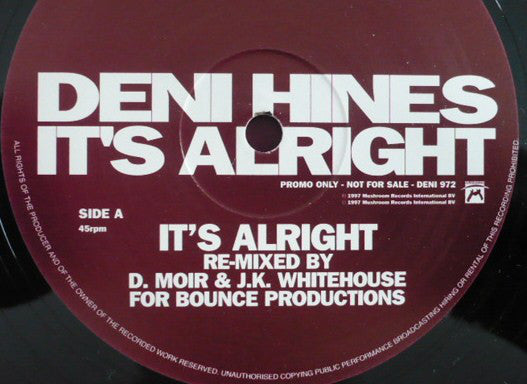 DENI HINES
IT'S ALRIGHT
PROMO ONLY - NOT FOR SALE - DENI 972
℗ 1997 Mushroom Records International BV
© 1997 Mushroom Records International BV
SIDE A
45rpm
IT'S ALRIGHT
RE-MIXED BY
D. MOIR & J.K. WHITEHOUSE
FOR BOUNCE PRODUCTIONS
ALL RIGHTS OF THE PRODUCER AND OF THE OWNER OF THE RECORDED WORK RESERVED. UNAUTHORISED COPYING PUBLIC PERFORMANCE BROADCASTING HIRING OR RENTAL OF THIS RECORDING PROHIBITED.